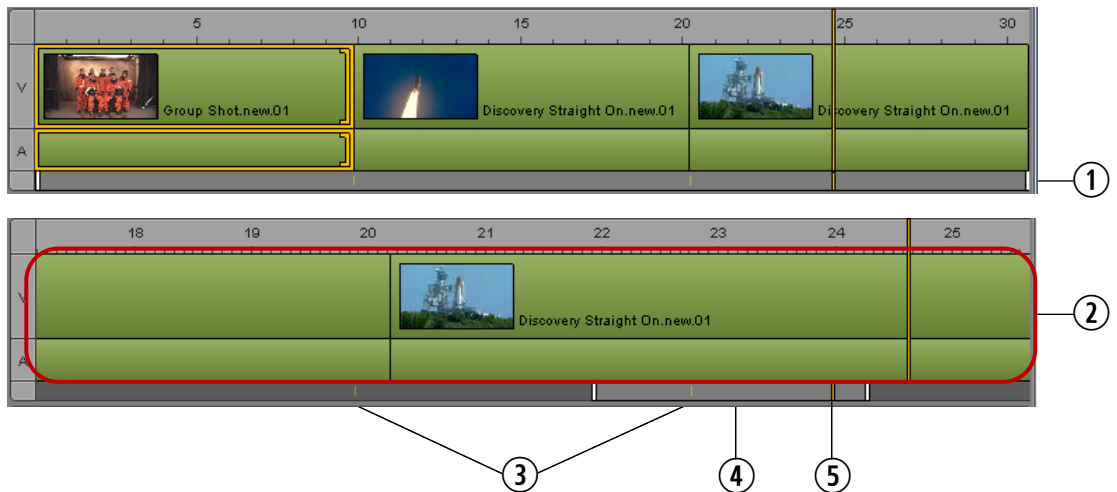 5 10 15 20 25 30
V
Group Shot.new.01 Discovery Straight On.new.01 Discovery Straight On.new.01
A
1
18 19 20 21 22 23 24 25
V
Discovery Straight On.new.01
2
A
3 4 5